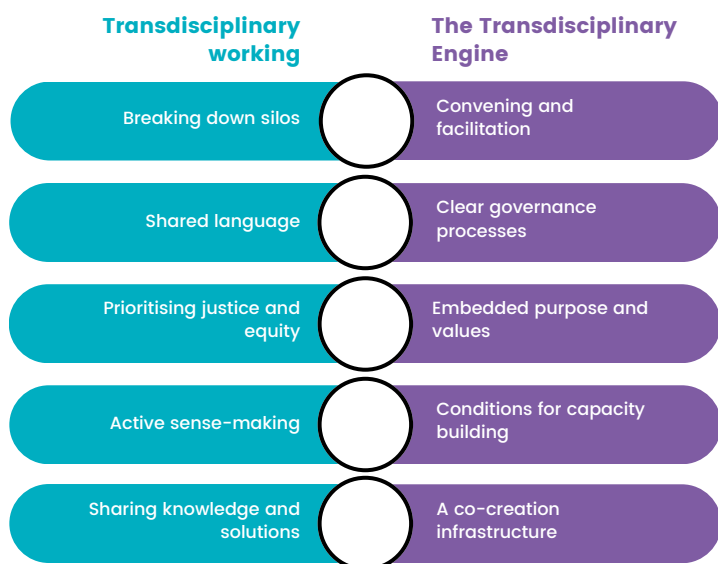 Transdisciplinary
working
The Transdisciplinary
Engine
Breaking down silos
Convening and
facilitation
Shared language
Clear governance
processes
Prioritising justice and
equity
Embedded purpose and
values
Active sense-making
Conditions for capacity
building
Sharing knowledge and
solutions
A co-creation
infrastructure